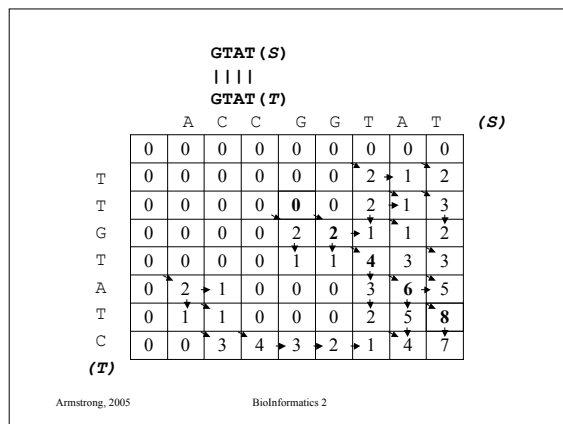 GTAT(S)
||||
GTAT(T)
A C C G G T A T (S)
0 0 0 0 0 0 0 0 0
T 0 0 0 0 0 0 2 1 2
T 0 0 0 0 0 0 2 1 3
G 0 0 0 0 2 2 1 1 2
T 0 0 0 0 1 1 4 3 3
A 0 2 1 0 0 0 3 6 5
T 0 1 1 0 0 0 2 5 8
C 0 0 3 4 3 2 1 4 7
(T)
Armstrong, 2005 BioInformatics 2